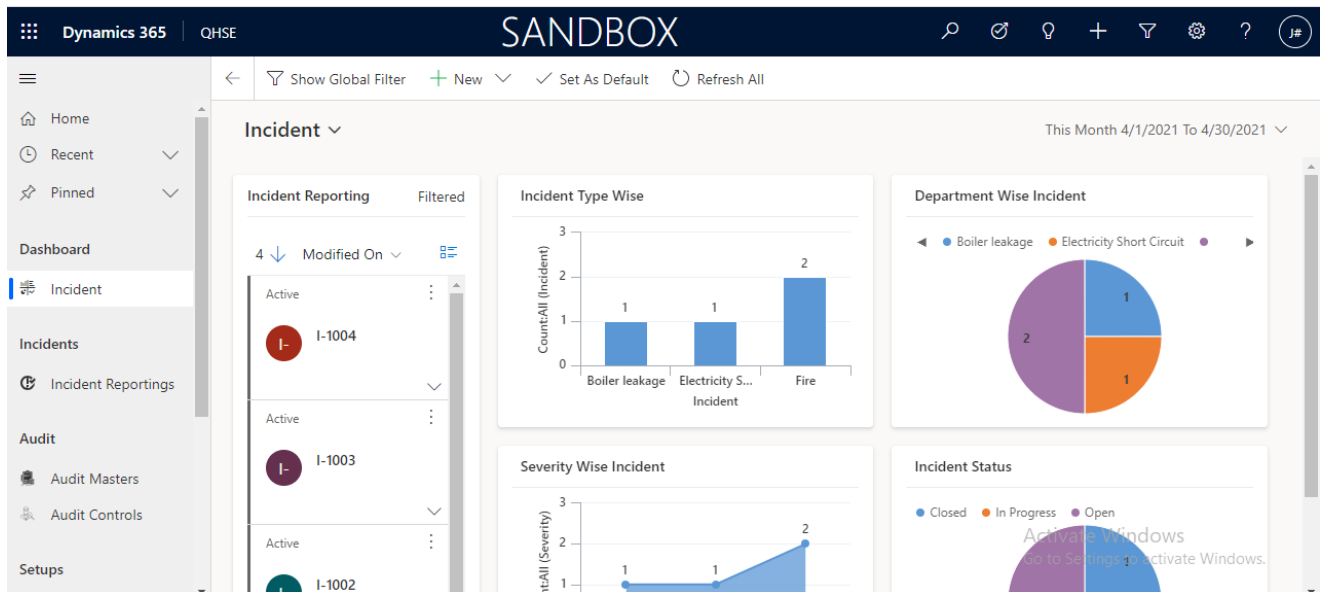 Dynamics 365
QHSE
SANDBOX
J#
Show Global Filter
New
Set As Default
Refresh All
Home
Recent
Pinned
Dashboard
Incident
Incidents
Incident Reportings
Audit
Audit Masters
Audit Controls
Setups
Incident
This Month 4/1/2021 To 4/30/2021
Incident Reporting
Filtered
4
Modified On
Active
I-
I-1004
Active
I-
I-1003
Active
I-1002
Incident Type Wise
Count:All (Incident)
3
2
1
0
1
1
2
Boiler leakage
Electricity S...
Fire
Incident
Department Wise Incident
Boiler leakage
Electricity Short Circuit
1
2
1
Severity Wise Incident
nt:All (Severity)
3
2
1
1
1
2
Incident Status
Closed
In Progress
Open
1
Activate Windows
Go to Settings to activate Windows.